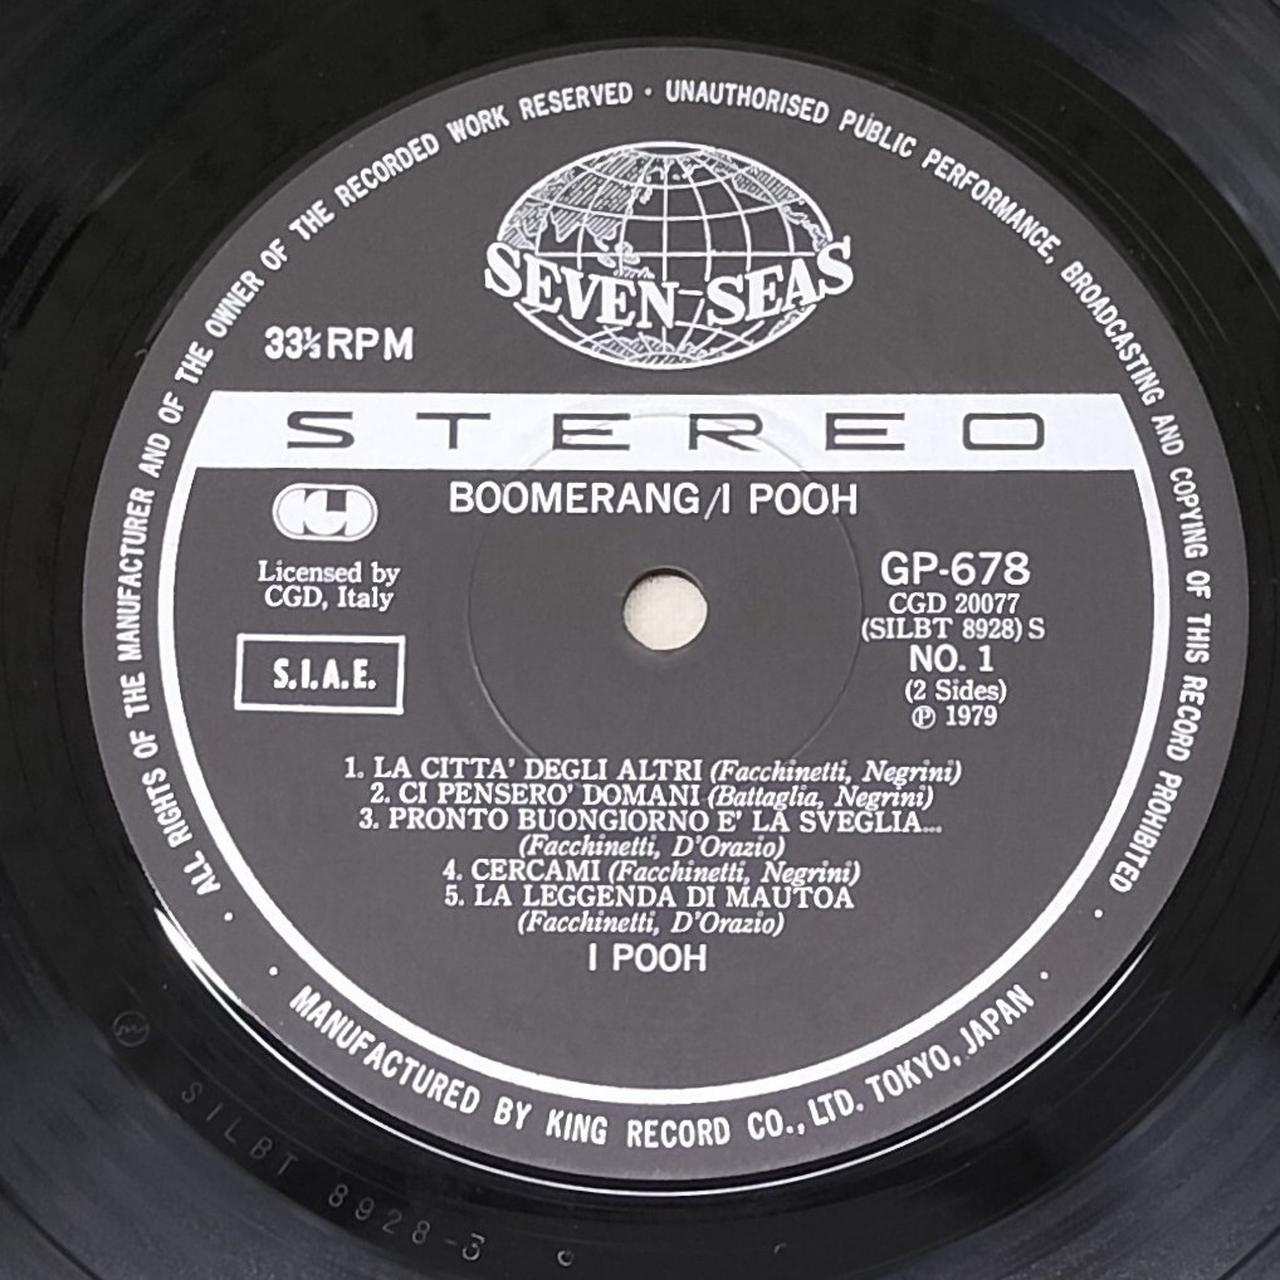 ALL RIGHTS OF THE MANUFACTURER AND OF THE OWNER OF THE RECORDED WORK RESERVED · UNAUTHORISED PUBLIC PERFORMANCE, BROADCASTING AND COPYING OF THIS RECORD PROHIBITED
SEVEN SEAS
33⅓ RPM
STEREO
BOOMERANG/I POOH
CGD
Licensed by
CGD, Italy
S.I.A.E.
GP-678
CGD 20077
(SILBT 8928) S
NO. 1
(2 Sides)
℗ 1979
1. LA CITTA' DEGLI ALTRI (Facchinetti, Negrini)
2. CI PENSERO' DOMANI (Battaglia, Negrini)
3. PRONTO BUONGIORNO E' LA SVEGLIA...
(Facchinetti, D'Orazio)
4. CERCAMI (Facchinetti, Negrini)
5. LA LEGGENDA DI MAUTOA
(Facchinetti, D'Orazio)
I POOH
· MANUFACTURED BY KING RECORD CO., LTD. TOKYO, JAPAN ·
SILBT 8928-3